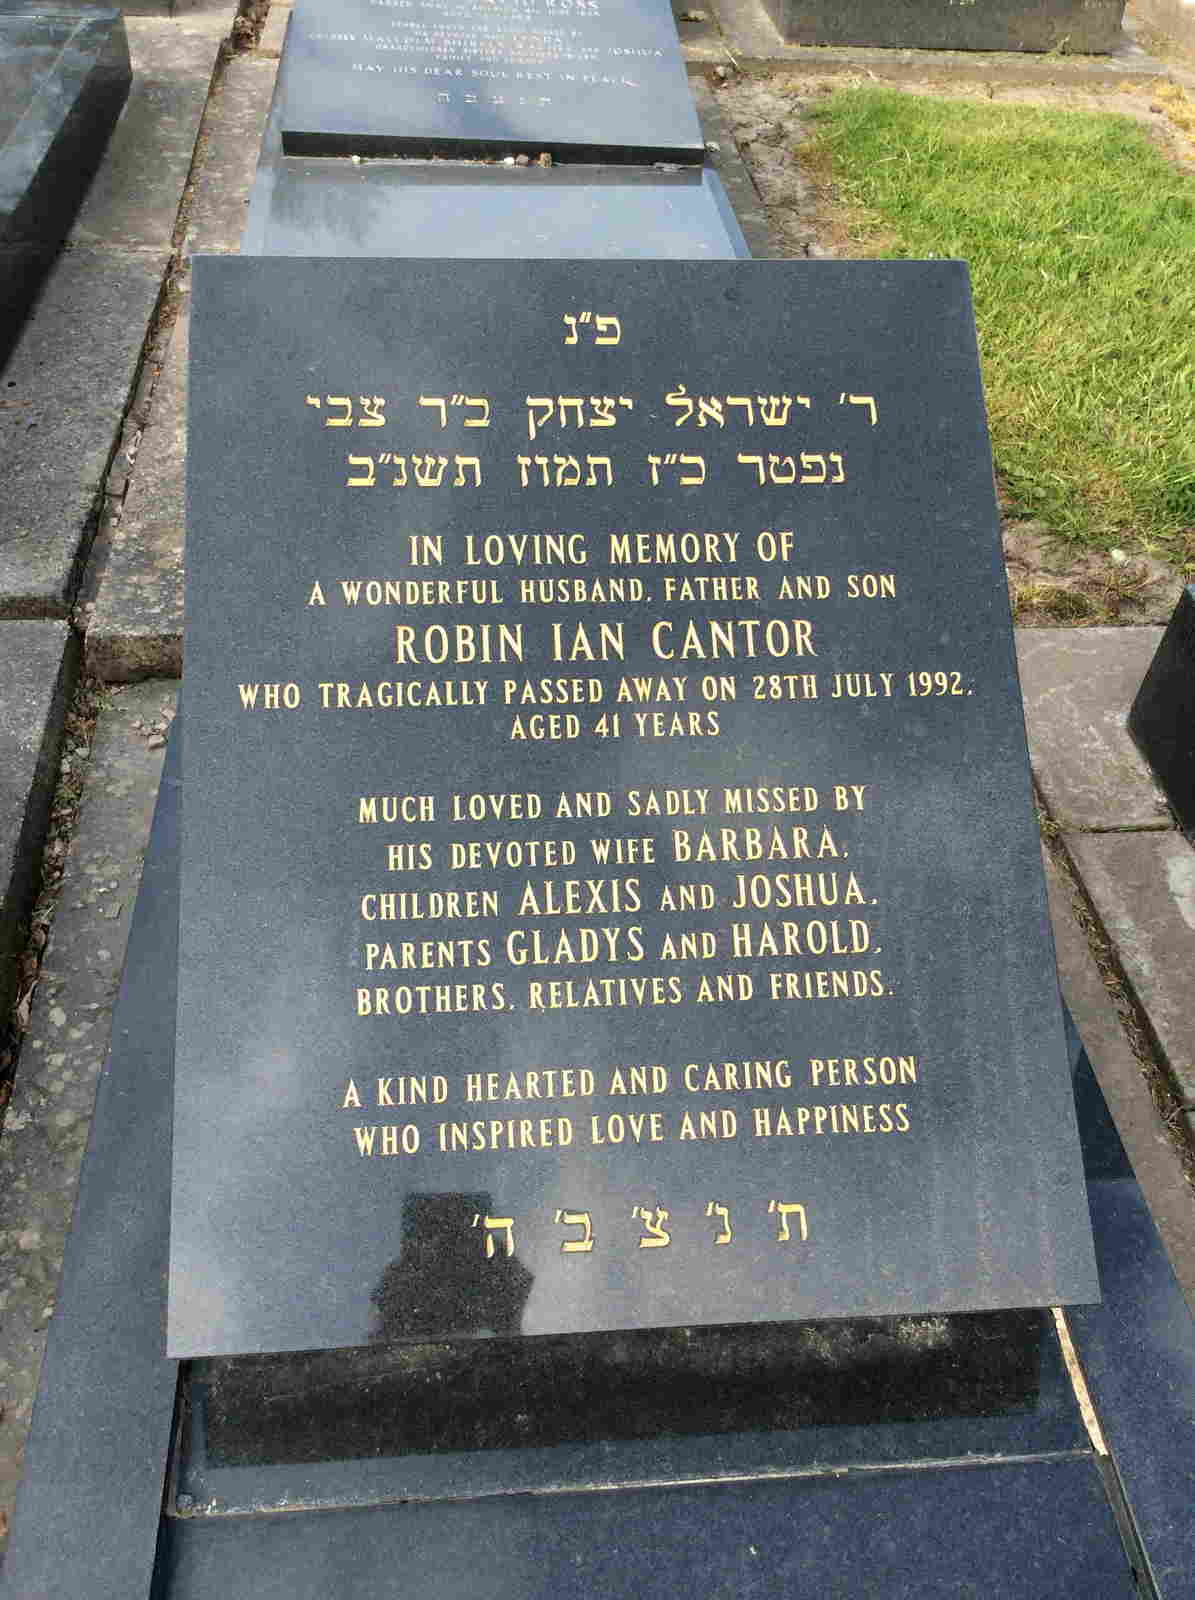 ROSS
MAY HIS DEAR SOUL REST IN PEACE
ת נ צ ב ה
פ"נ
ר' ישראל יצחק ב"ר צבי
נפטר כ"ז תמוז תשנ"ב
IN LOVING MEMORY OF
A WONDERFUL HUSBAND, FATHER AND SON
ROBIN IAN CANTOR
WHO TRAGICALLY PASSED AWAY ON 28TH JULY 1992,
AGED 41 YEARS
MUCH LOVED AND SADLY MISSED BY
HIS DEVOTED WIFE BARBARA,
CHILDREN ALEXIS AND JOSHUA,
PARENTS GLADYS AND HAROLD,
BROTHERS, RELATIVES AND FRIENDS.
A KIND HEARTED AND CARING PERSON
WHO INSPIRED LOVE AND HAPPINESS
ת' נ' צ' ב' ה'